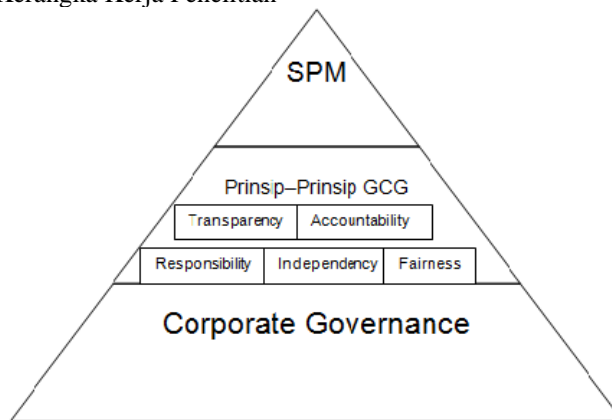 Kerangka Kerja Penelitian
SPM
Prinsip–Prinsip GCG
Transparency Accountability
Responsibility Independency Fairness
Corporate Governance